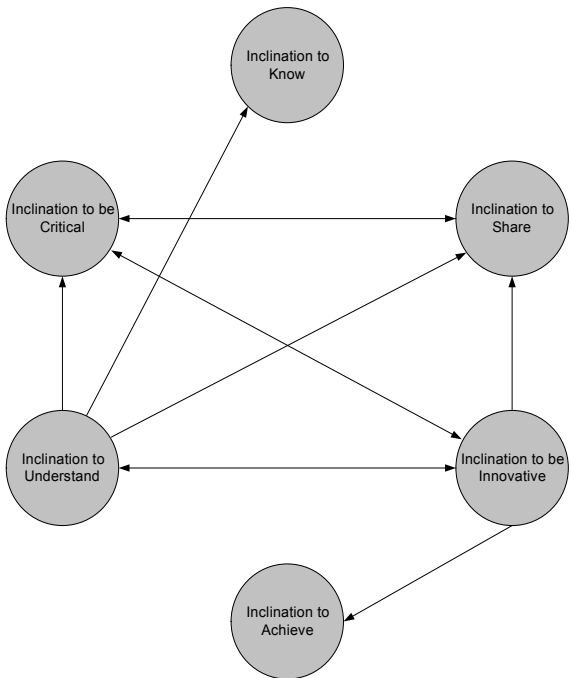 Inclination to
Know
Inclination to be
Critical
Inclination to
Share
Inclination to
Understand
Inclination to be
Innovative
Inclination to
Achieve